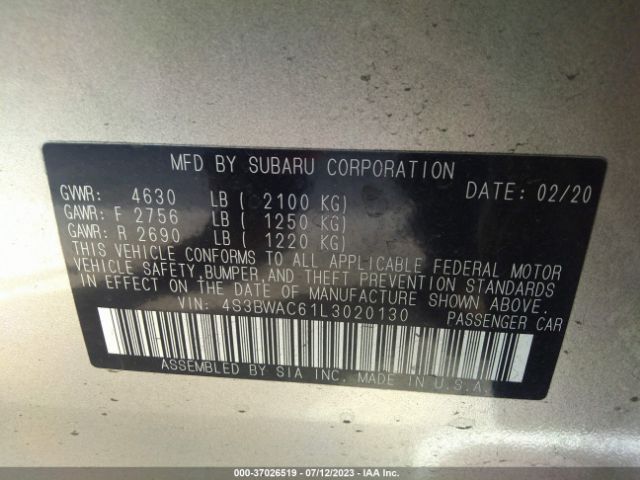 MFD BY SUBARU CORPORATION
GVWR: 4630 LB ( 2100 KG) DATE: 02/20
GAWR: F 2756 LB ( 1250 KG)
GAWR: R 2690 LB ( 1220 KG)
THIS VEHICLE CONFORMS TO ALL APPLICABLE FEDERAL MOTOR
VEHICLE SAFETY, BUMPER, AND THEFT PREVENTION STANDARDS
IN EFFECT ON THE DATE OF MANUFACTURE SHOWN ABOVE.
VIN: 4S3BWAC61L3020130 PASSENGER CAR
ASSEMBLED BY SIA INC. MADE IN U.S.A.
000-37026519 - 07/12/2023 - IAA Inc.